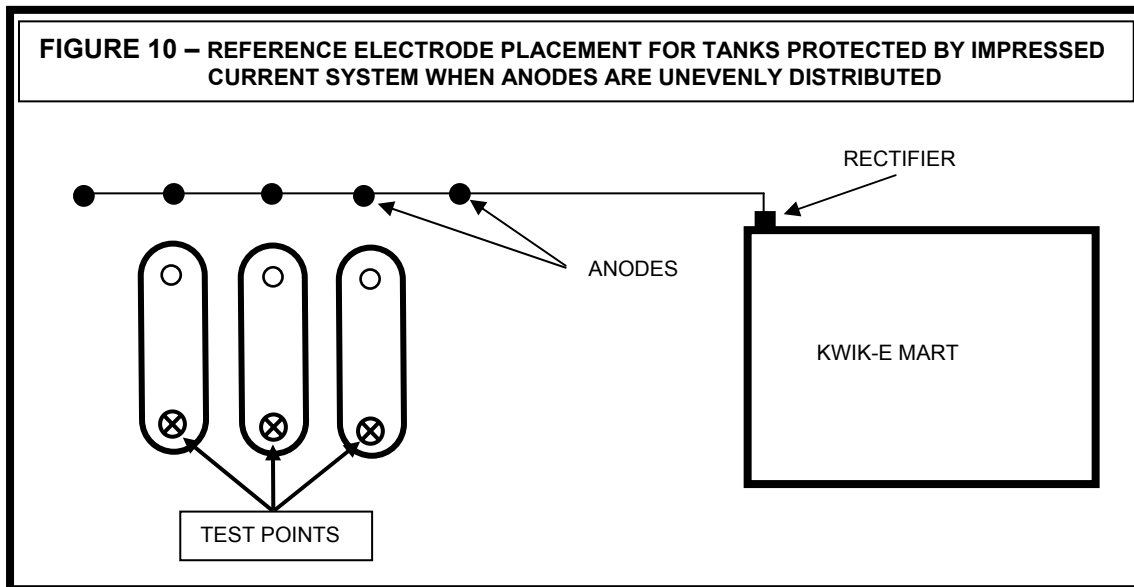 FIGURE 10 – REFERENCE ELECTRODE PLACEMENT FOR TANKS PROTECTED BY IMPRESSED
CURRENT SYSTEM WHEN ANODES ARE UNEVENLY DISTRIBUTED
RECTIFIER
ANODES
KWIK-E MART
TEST POINTS